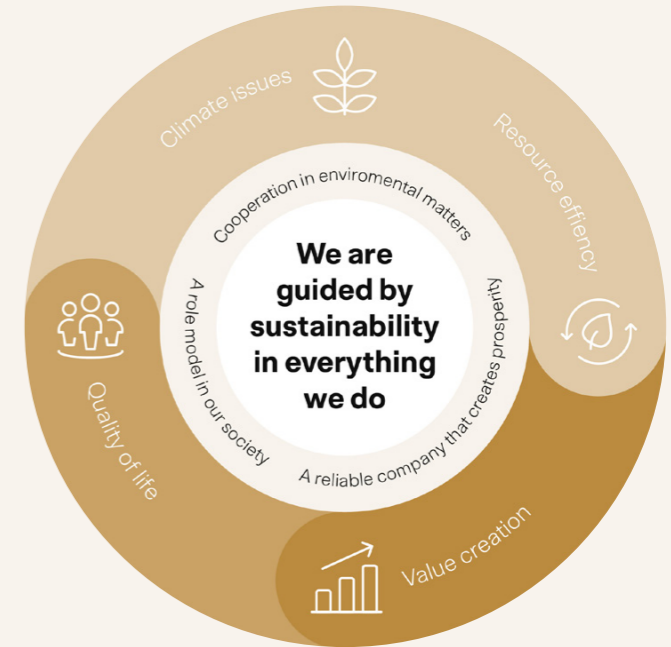 Climate issues
Resource effiency
Cooperation in enviromental matters
We are
guided by
sustainability
in everything
we do
A role model in our society
A reliable company that creates prosperity
Quality of life
Value creation